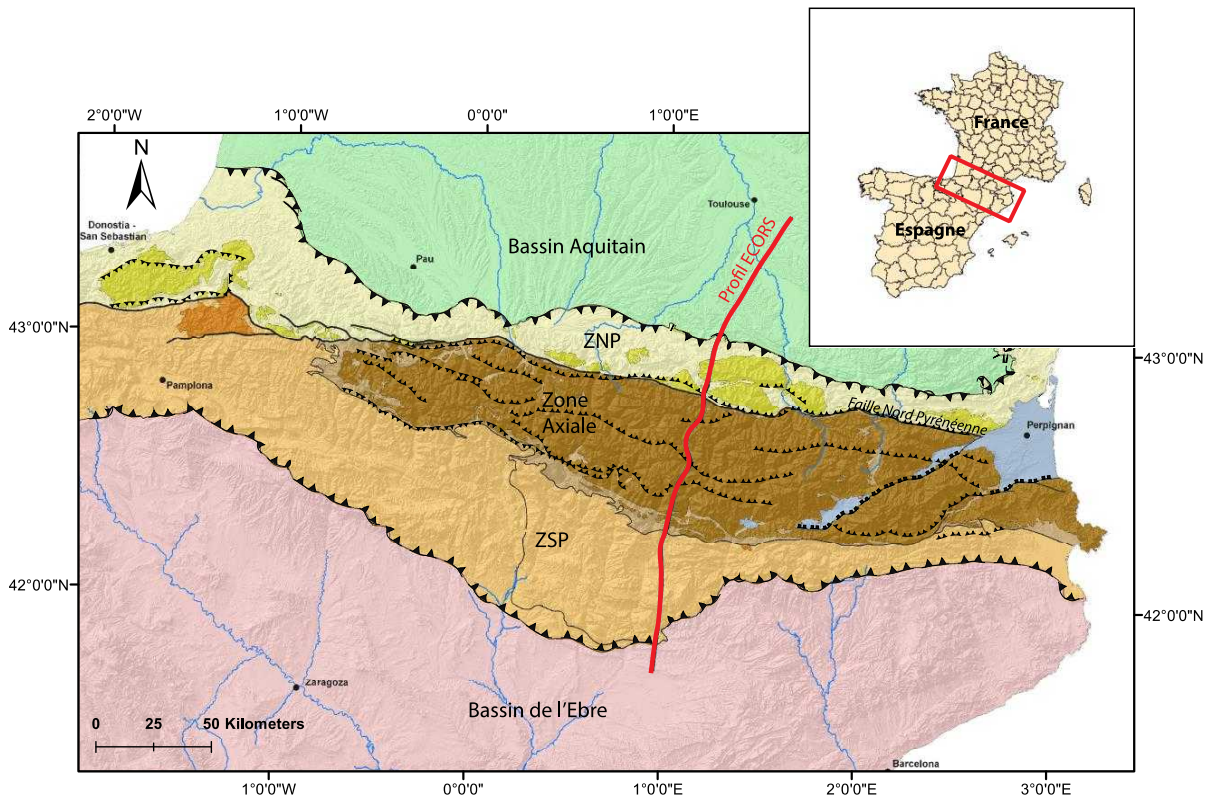 2°0'0"W
1°0'0"W
0°0'0"
1°0'0"E
N
France
Espagne
Toulouse
Donostia -
San Sebastián
Bassin Aquitain
Pau
Profil ECORS
43°0'0"N
43°0'0"N
ZNP
Pamplona
Zone
Axiale
Faille Nord Pyrénéenne
Perpignan
ZSP
42°0'0"N
42°0'0"N
Zaragoza
Bassin de l'Ebre
0 25 50 Kilometers
Barcelona
1°0'0"W
0°0'0"
1°0'0"E
2°0'0"E
3°0'0"E